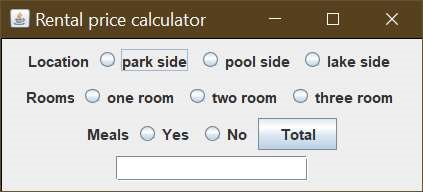 Rental price calculator
Location park side pool side lake side
Rooms one room two room three room
Meals Yes No Total